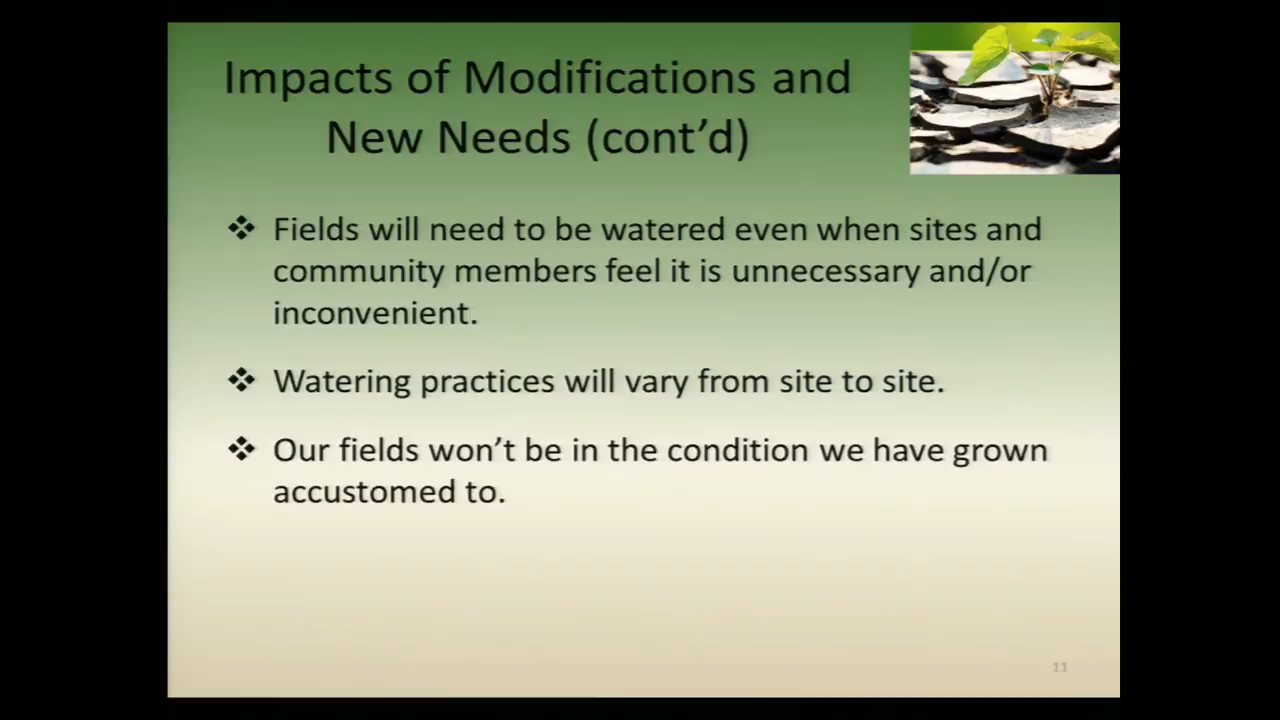 Impacts of Modifications and
New Needs (cont’d)
❖ Fields will need to be watered even when sites and
community members feel it is unnecessary and/or
inconvenient.
❖ Watering practices will vary from site to site.
❖ Our fields won’t be in the condition we have grown
accustomed to.
11